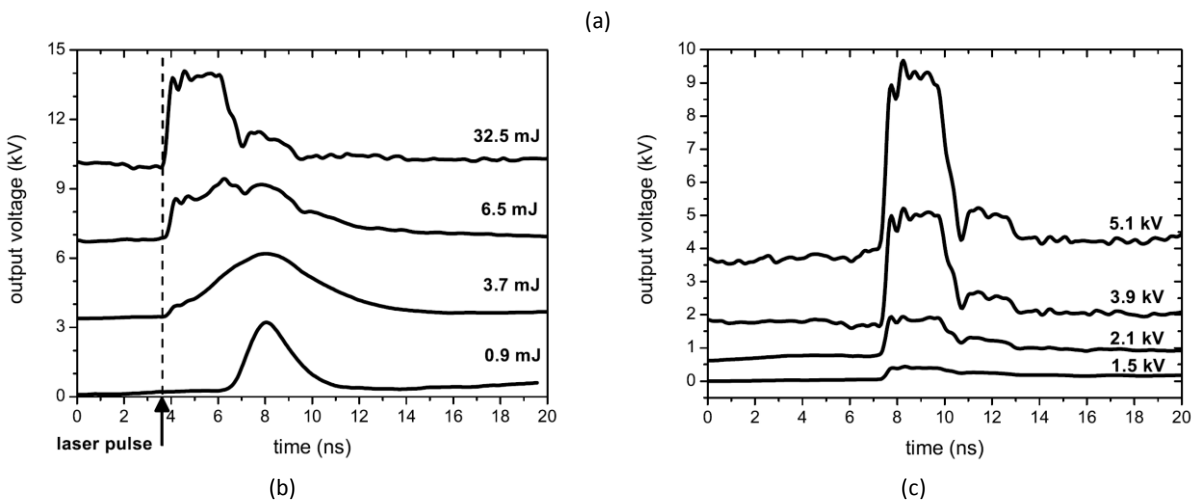 (a)
15
12
9
6
3
0
output voltage (kV)
32.5 mJ
6.5 mJ
3.7 mJ
0.9 mJ
0 2 4 6 8 10 12 14 16 18 20
laser pulse
time (ns)
(b)
10
9
8
7
6
5
4
3
2
1
0
output voltage (kV)
5.1 kV
3.9 kV
2.1 kV
1.5 kV
0 2 4 6 8 10 12 14 16 18 20
time (ns)
(c)